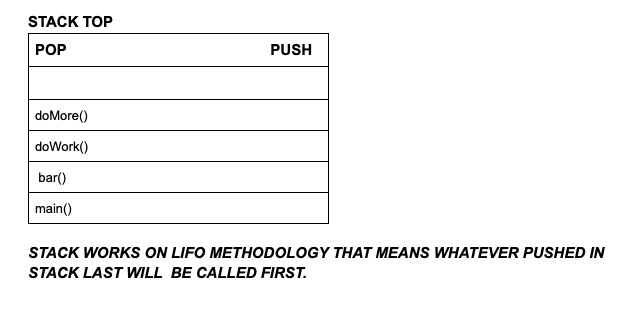 STACK TOP
POP PUSH
doMore()
doWork()
bar()
main()
STACK WORKS ON LIFO METHODOLOGY THAT MEANS WHATEVER PUSHED IN
STACK LAST WILL BE CALLED FIRST.